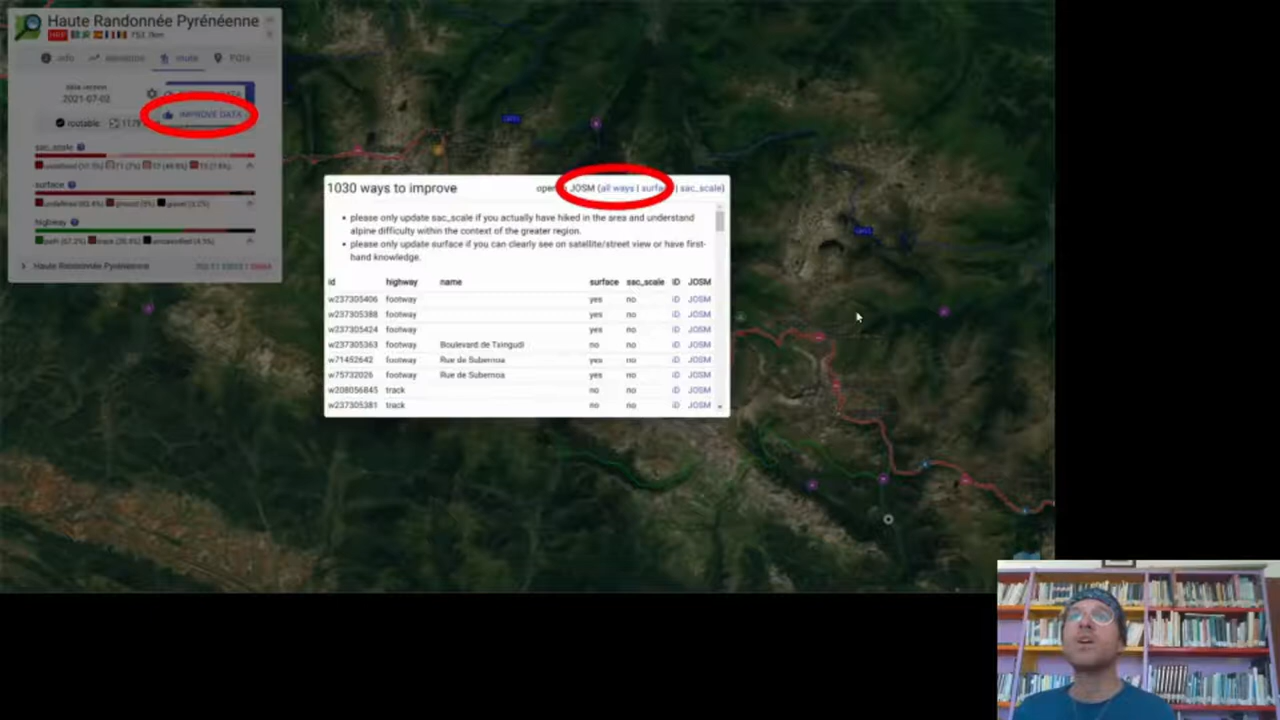 Haute Randonnée Pyrénéenne
info
route
POIs
data version
2021-07-02
IMPROVE DATA
routable:
sac_scale
surface
highway
Haute Randonnée Pyrénéenne
1030 ways to improve
open JOSM (all ways | surface | sac_scale)
please only update sac_scale if you actually have hiked in the area and understand
alpine difficulty within the context of the greater region.
please only update surface if you can clearly see on satellite/street view or have first-
hand knowledge.
id highway name surface sac_scale iD JOSM
w237305406 footway yes no iD JOSM
w237305388 footway yes no iD JOSM
w237305424 footway yes no iD JOSM
w237305363 footway Boulevard de Txingudi no no iD JOSM
w71452642 footway Rue de Subernoa yes no iD JOSM
w75732026 footway Rue de Subernoa yes no iD JOSM
w208056845 track no no iD JOSM
w237305381 track no no iD JOSM